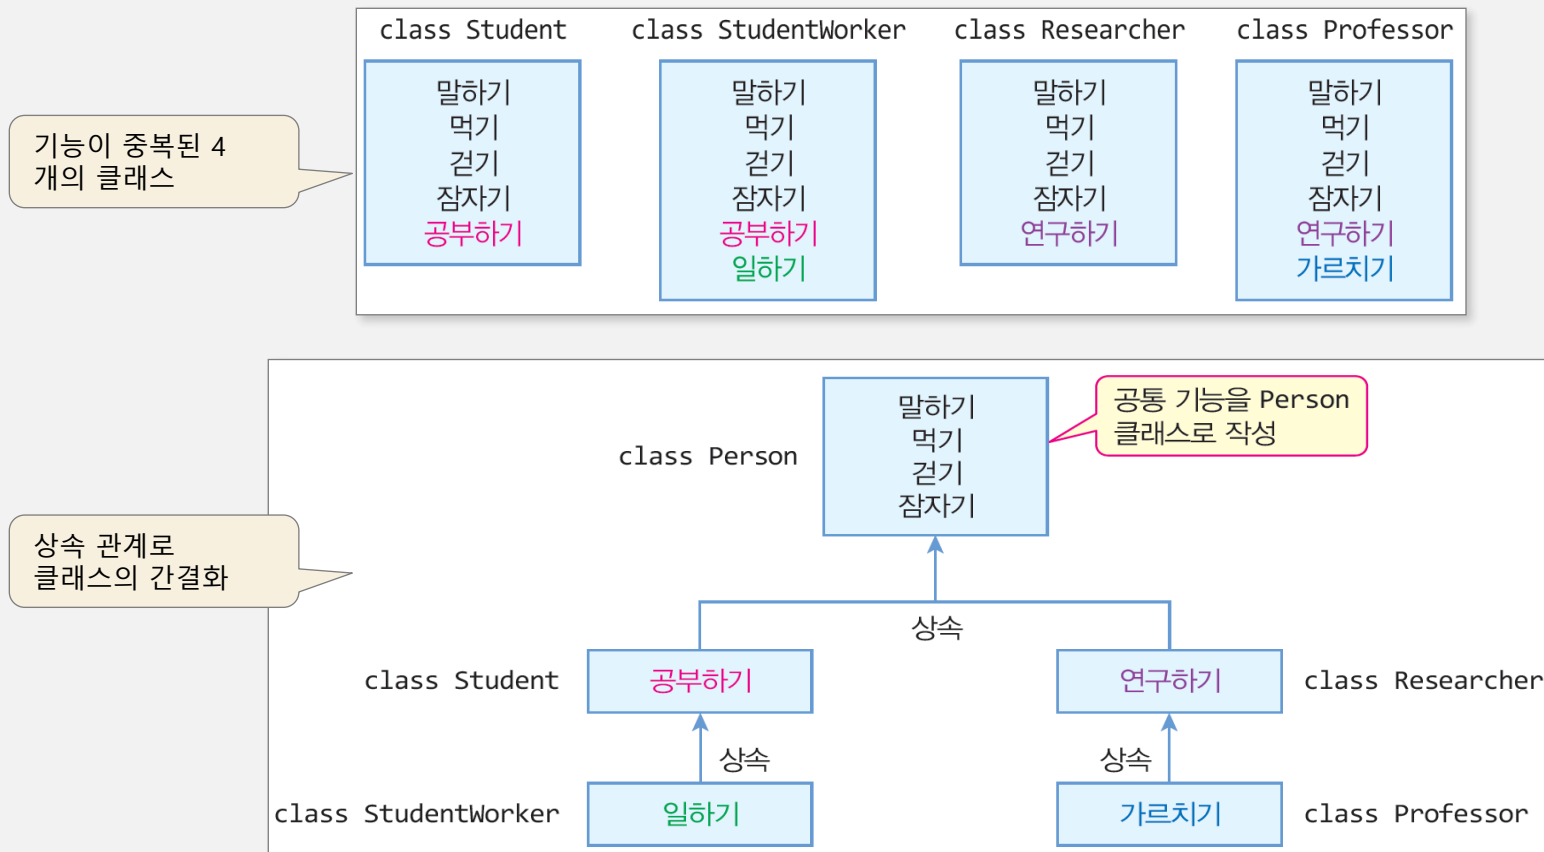 class Student
class StudentWorker
class Researcher
class Professor
말하기
먹기
걷기
잠자기
공부하기
말하기
먹기
걷기
잠자기
공부하기
일하기
말하기
먹기
걷기
잠자기
연구하기
말하기
먹기
걷기
잠자기
연구하기
가르치기
기능이 중복된 4
개의 클래스
class Person
말하기
먹기
걷기
잠자기
공통 기능을 Person
클래스로 작성
상속 관계로
클래스의 간결화
상속
class Student
공부하기
연구하기
class Researcher
상속
상속
class StudentWorker
일하기
가르치기
class Professor